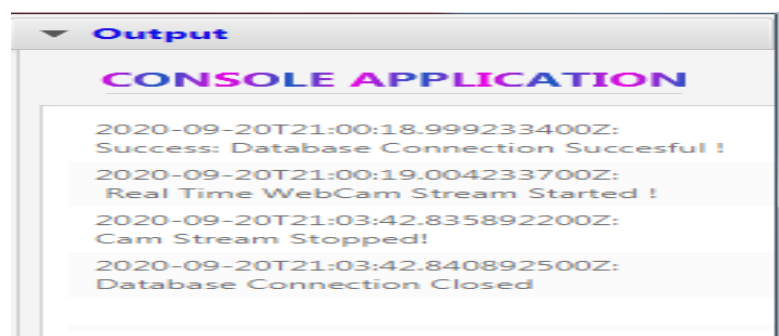 Output
CONSOLE APPLICATION
2020-09-20T21:00:18.999233400Z:
Success: Database Connection Succesful !
2020-09-20T21:00:19.004233700Z:
Real Time WebCam Stream Started !
2020-09-20T21:03:42.835892200Z:
Cam Stream Stopped!
2020-09-20T21:03:42.840892500Z:
Database Connection Closed